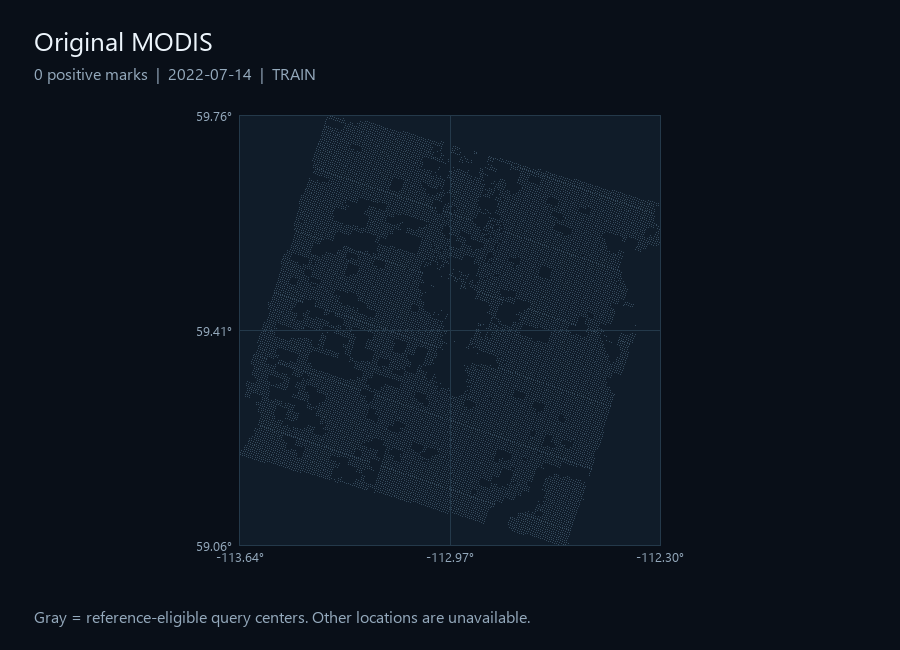 Original MODIS
0 positive marks | 2022-07-14 | TRAIN
59.76°
59.41°
59.06°
-113.64°
-112.97°
-112.30°
Gray = reference-eligible query centers. Other locations are unavailable.